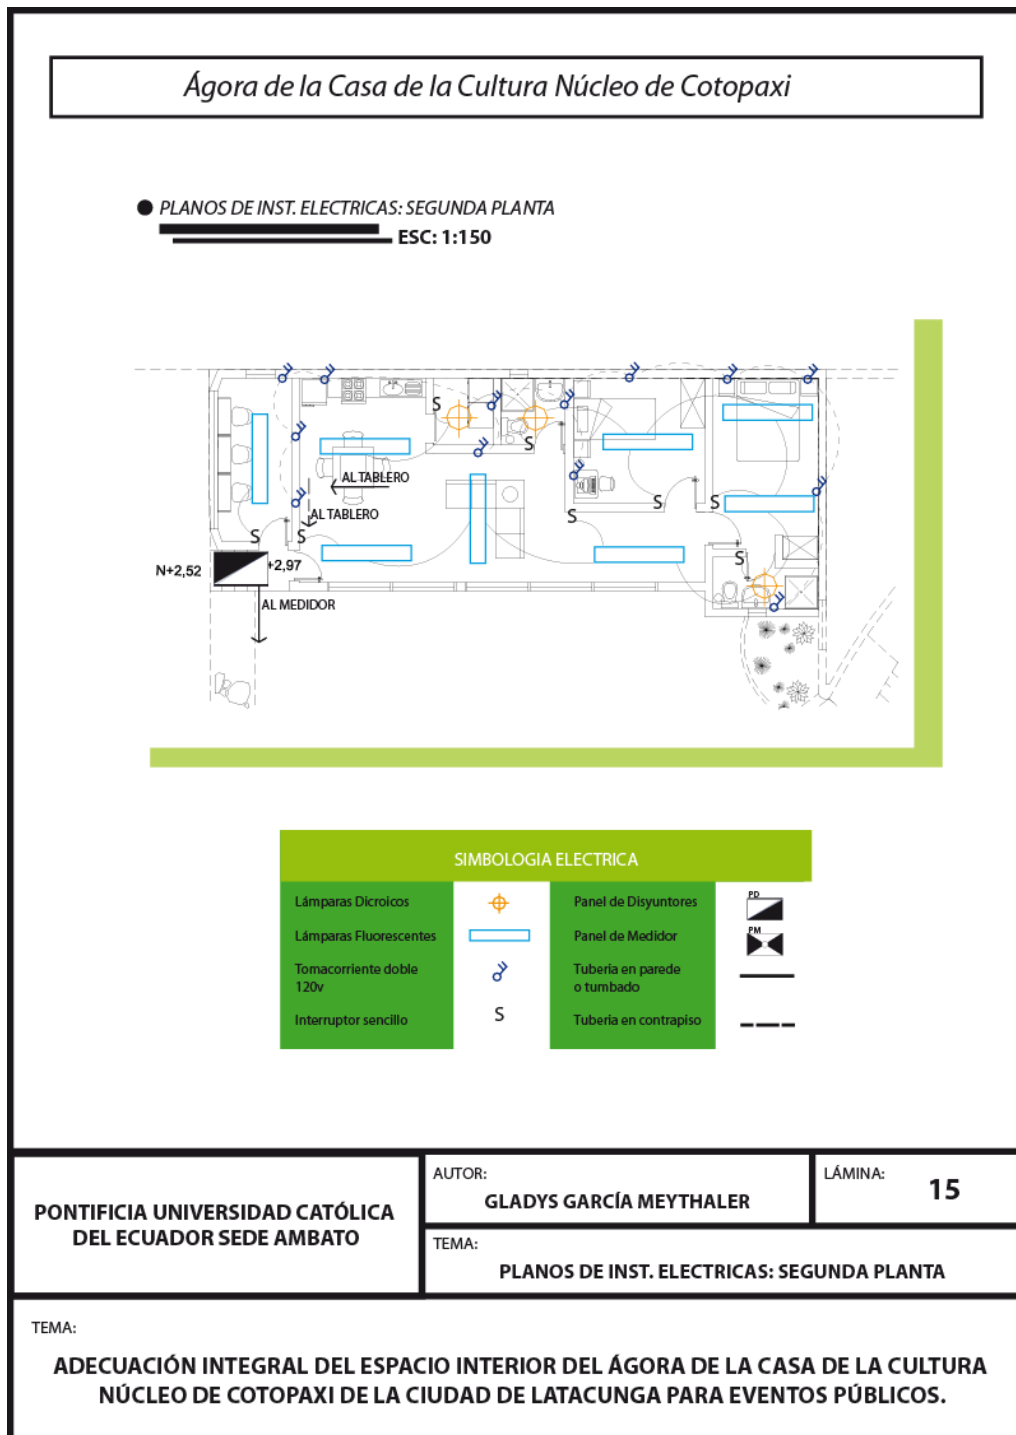 Ágora de la Casa de la Cultura Núcleo de Cotopaxi
PLANOS DE INST. ELECTRICAS: SEGUNDA PLANTA
ESC: 1:150
S
S
AL TABLERO
AL TABLERO
S
S
S
S
S
S
N+2,52
+2,97
AL MEDIDOR
SIMBOLOGIA ELECTRICA
Lámparas Dicroicos
Lámparas Fluorescentes
Tomacorriente doble
120v
Interruptor sencillo
S
Panel de Disyuntores
PD
Panel de Medidor
PM
Tuberia en parede
o tumbado
Tuberia en contrapiso
PONTIFICIA UNIVERSIDAD CATÓLICA
DEL ECUADOR SEDE AMBATO
AUTOR:
GLADYS GARCÍA MEYTHALER
LÁMINA:
15
TEMA:
PLANOS DE INST. ELECTRICAS: SEGUNDA PLANTA
TEMA:
ADECUACIÓN INTEGRAL DEL ESPACIO INTERIOR DEL ÁGORA DE LA CASA DE LA CULTURA
NÚCLEO DE COTOPAXI DE LA CIUDAD DE LATACUNGA PARA EVENTOS PÚBLICOS.